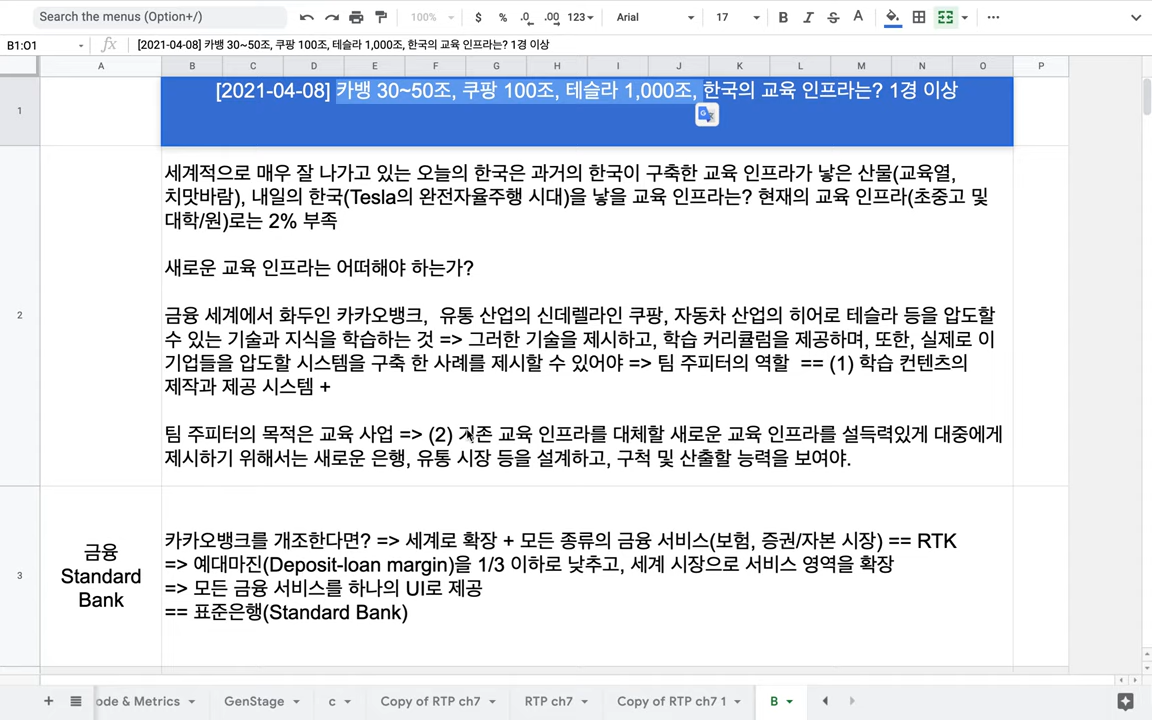 Search the menus (Option+/)
100%
$ % .0 .00 123
Arial
17
B I S A
B1:O1
fx
[2021-04-08] 카뱅 30~50조, 쿠팡 100조, 테슬라 1,000조, 한국의 교육 인프라는? 1경 이상
A B C D E F G H I J K L M N O P
1
[2021-04-08] 카뱅 30~50조, 쿠팡 100조, 테슬라 1,000조, 한국의 교육 인프라는? 1경 이상
2
세계적으로 매우 잘 나가고 있는 오늘의 한국은 과거의 한국이 구축한 교육 인프라가 낳은 산물(교육열,
치맛바람), 내일의 한국(Tesla의 완전자율주행 시대)을 낳을 교육 인프라는? 현재의 교육 인프라(초중고 및
대학/원)로는 2% 부족
새로운 교육 인프라는 어떠해야 하는가?
금융 세계에서 화두인 카카오뱅크, 유통 산업의 신데렐라인 쿠팡, 자동차 산업의 히어로 테슬라 등을 압도할
수 있는 기술과 지식을 학습하는 것 => 그러한 기술을 제시하고, 학습 커리큘럼을 제공하며, 또한, 실제로 이
기업들을 압도할 시스템을 구축 한 사례를 제시할 수 있어야 => 팀 주피터의 역할 == (1) 학습 컨텐츠의
제작과 제공 시스템 +
팀 주피터의 목적은 교육 사업 => (2) 기존 교육 인프라를 대체할 새로운 교육 인프라를 설득력있게 대중에게
제시하기 위해서는 새로운 은행, 유통 시장 등을 설계하고, 구척 및 산출할 능력을 보여야.
3
금융
Standard
Bank
카카오뱅크를 개조한다면? => 세계로 확장 + 모든 종류의 금융 서비스(보험, 증권/자본 시장) == RTK
=> 예대마진(Deposit-loan margin)을 1/3 이하로 낮추고, 세계 시장으로 서비스 영역을 확장
=> 모든 금융 서비스를 하나의 UI로 제공
== 표준은행(Standard Bank)
ode & Metrics
GenStage
c
Copy of RTP ch7
RTP ch7
Copy of RTP ch7 1
B